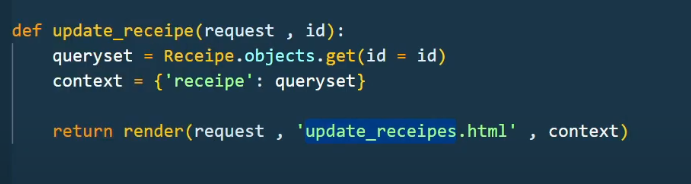 def update_receipe(request , id):
    queryset = Receipe.objects.get(id = id)
    context = {'receipe': queryset}
    return render(request , 'update_receipes.html' , context)